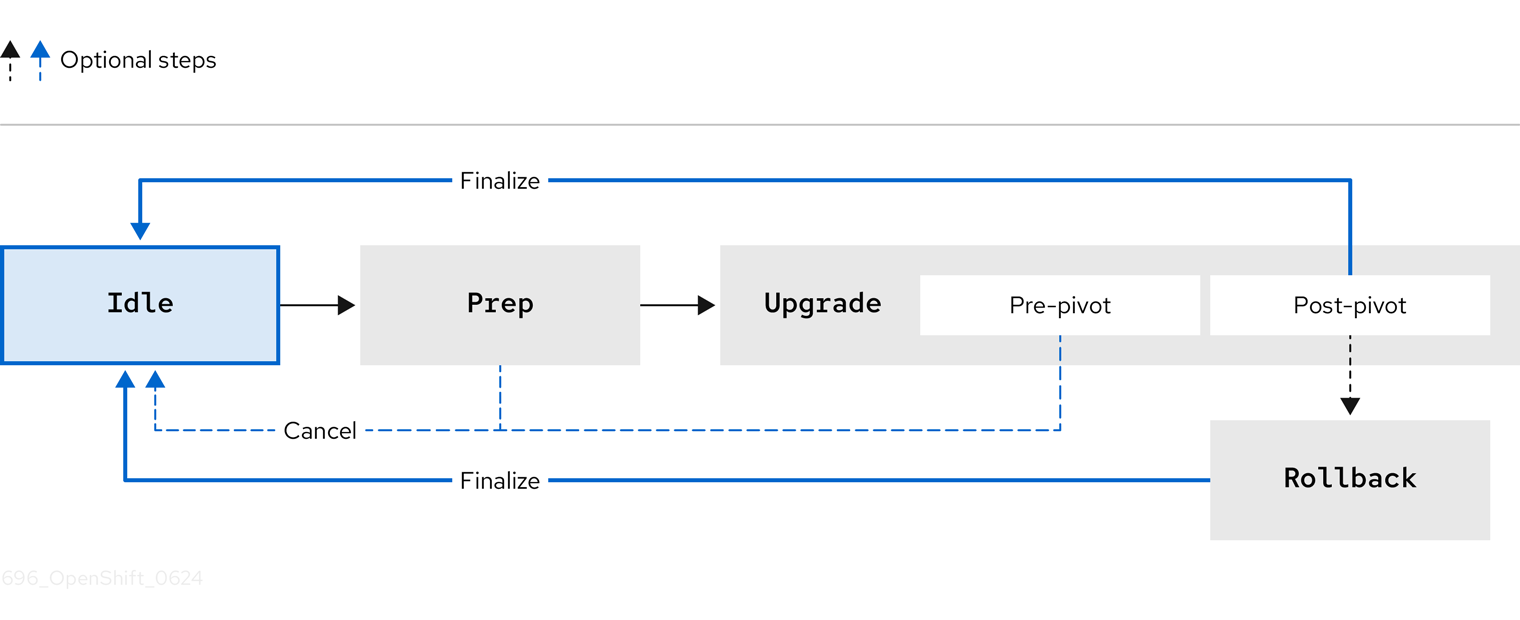 Optional steps
Finalize
Idle
Prep
Upgrade
Pre-pivot
Post-pivot
Cancel
Finalize
Rollback
696_OpenShift_0624